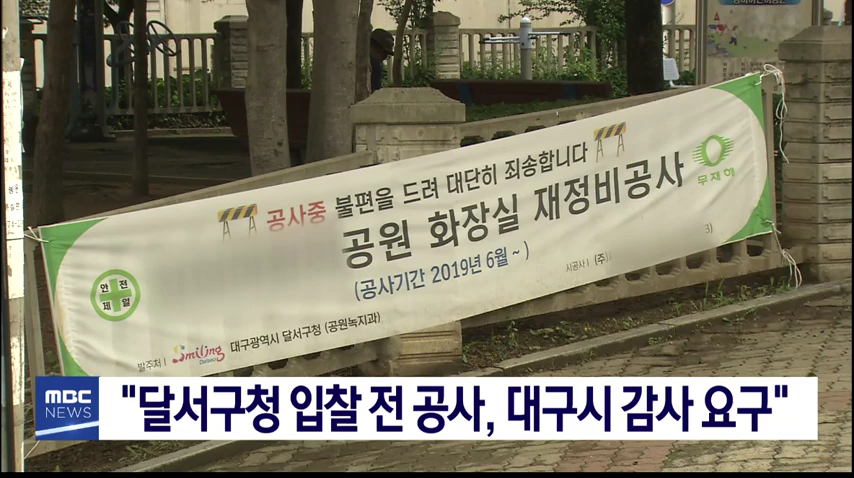 공사중 불편을 드려 대단히 죄송합니다
공원 화장실 재정비공사
무재해
(공사기간 2019년 6월 ~ )
안전제일
시공사 ㅣ (주)
발주처 ㅣ Smiling 대구광역시 달서구청 (공원녹지과)
MBC NEWS
"달서구청 입찰 전 공사, 대구시 감사 요구"